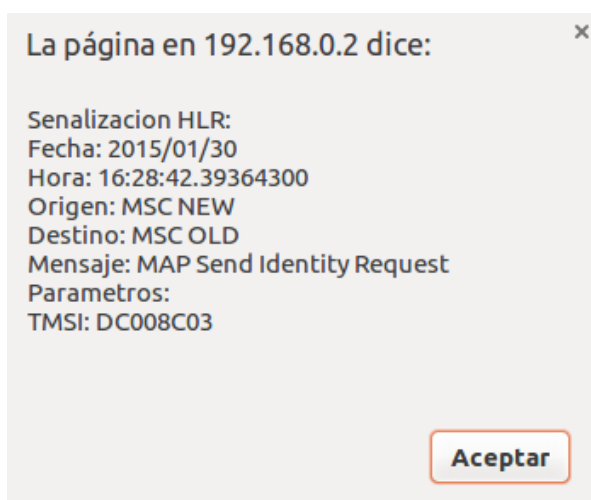 La página en 192.168.0.2 dice:
Senalizacion HLR:
Fecha: 2015/01/30
Hora: 16:28:42.39364300
Origen: MSC NEW
Destino: MSC OLD
Mensaje: MAP Send Identity Request
Parametros:
TMSI: DC008C03
Aceptar